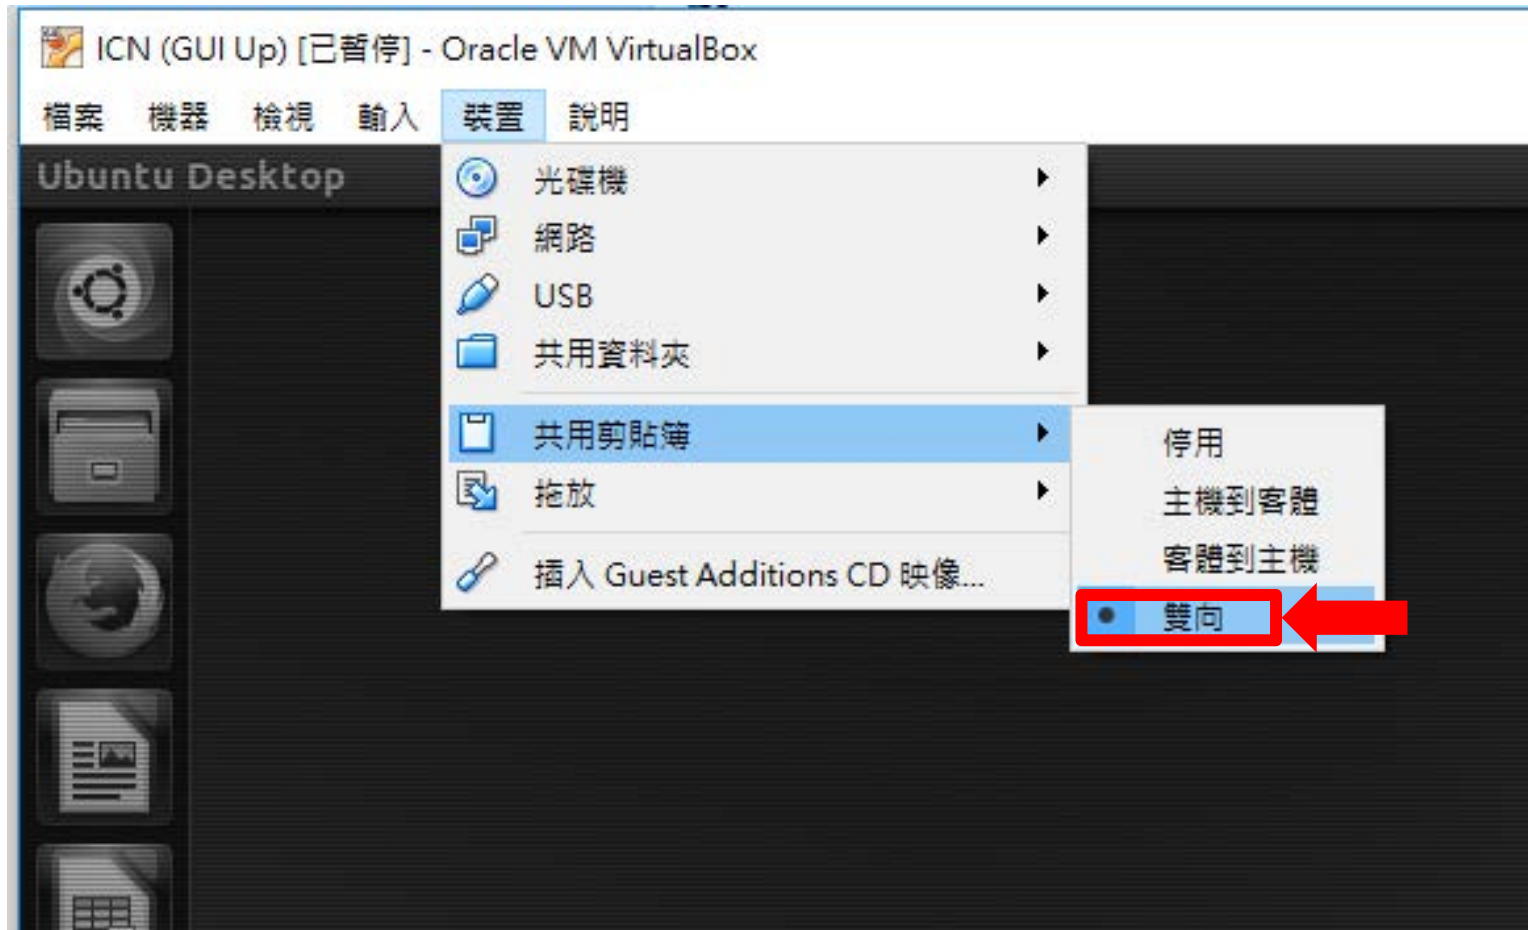 ICN (GUI Up) [已暫停] - Oracle VM VirtualBox
檔案 機器 檢視 輸入 裝置 說明
Ubuntu Desktop
光碟機
網路
USB
共用資料夾
共用剪貼簿
拖放
插入 Guest Additions CD 映像...
停用
主機到客體
客體到主機
雙向